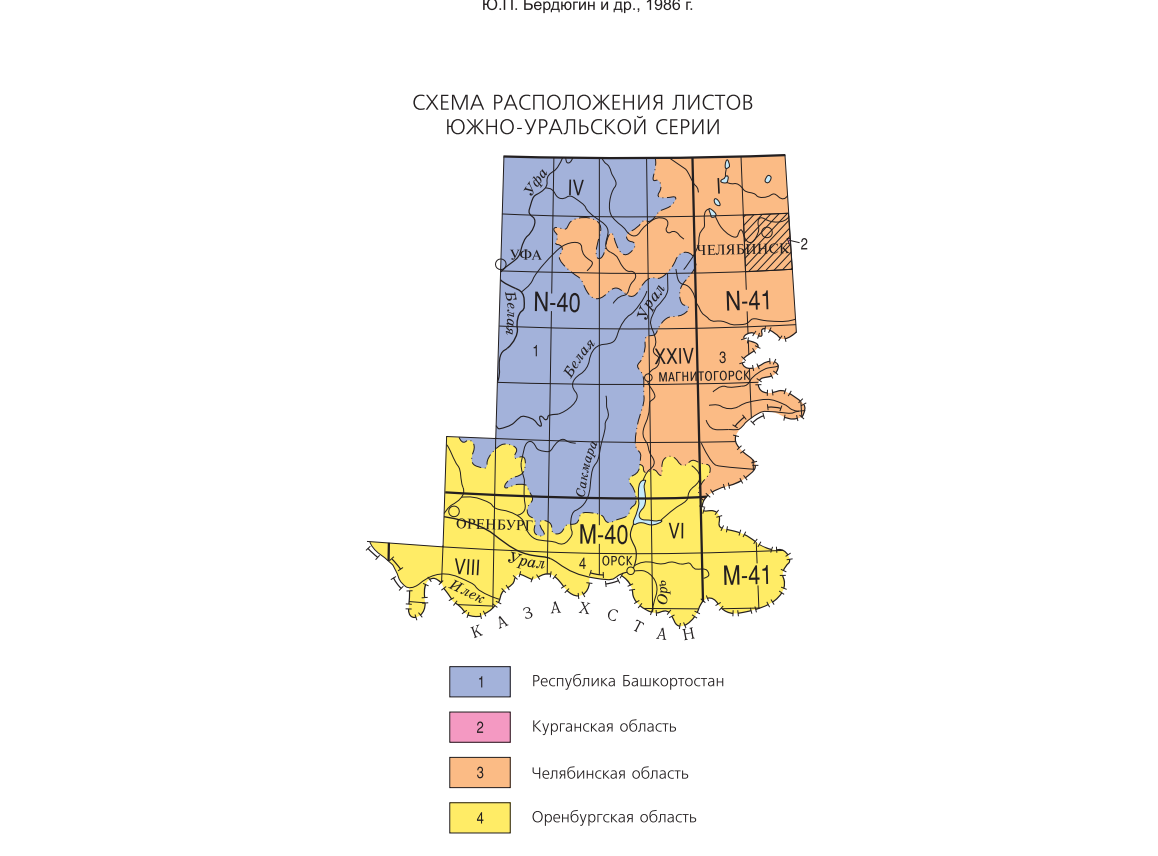 Ю.П. Бердюгин и др., 1986 г.
СХЕМА РАСПОЛОЖЕНИЯ ЛИСТОВ
ЮЖНО-УРАЛЬСКОЙ СЕРИИ
Уфа
IV
I
УФА
ЧЕЛЯБИНСК
2
Белая
N-40
Урал
N-41
1
Белая
XXIV
3
МАГНИТОГОРСК
Сакмара
ОРЕНБУРГ
M-40
VI
VIII
Урал
4
ОРСК
M-41
Илек
Орь
КАЗАХСТАН
1 Республика Башкортостан
2 Курганская область
3 Челябинская область
4 Оренбургская область